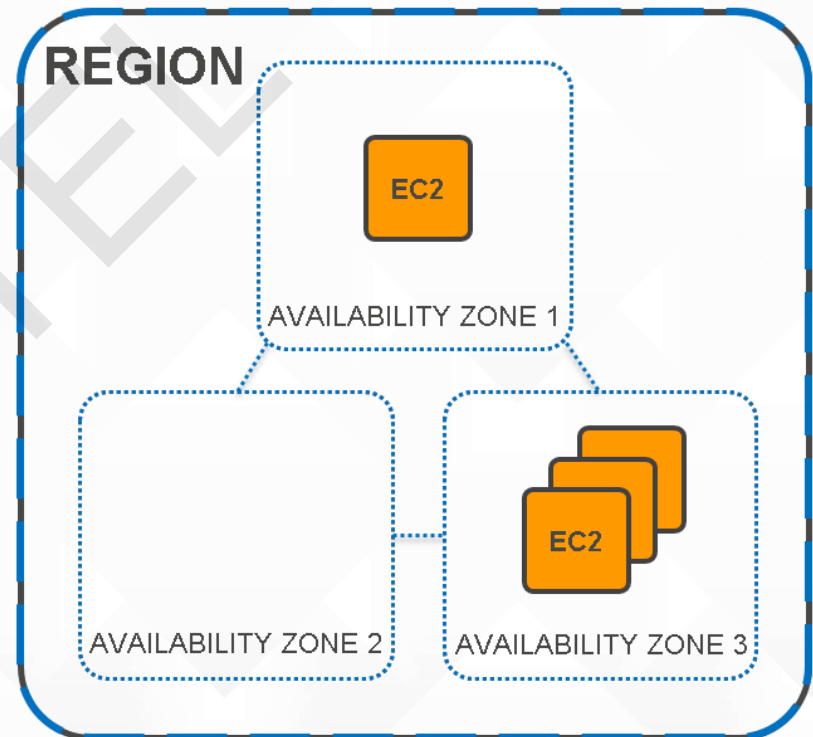 REGION
EC2
AVAILABILITY ZONE 1
EC2
AVAILABILITY ZONE 2
AVAILABILITY ZONE 3